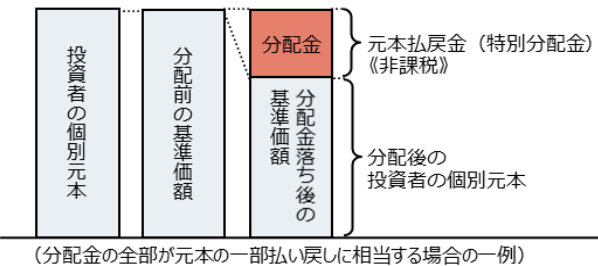 投資者の個別元本
分配前の基準価額
分配金
分配金落ち後の
基準価額
元本払戻金（特別分配金）
《非課税》
分配後の
投資者の個別元本
（分配金の全部が元本の一部払い戻しに相当する場合の一例）